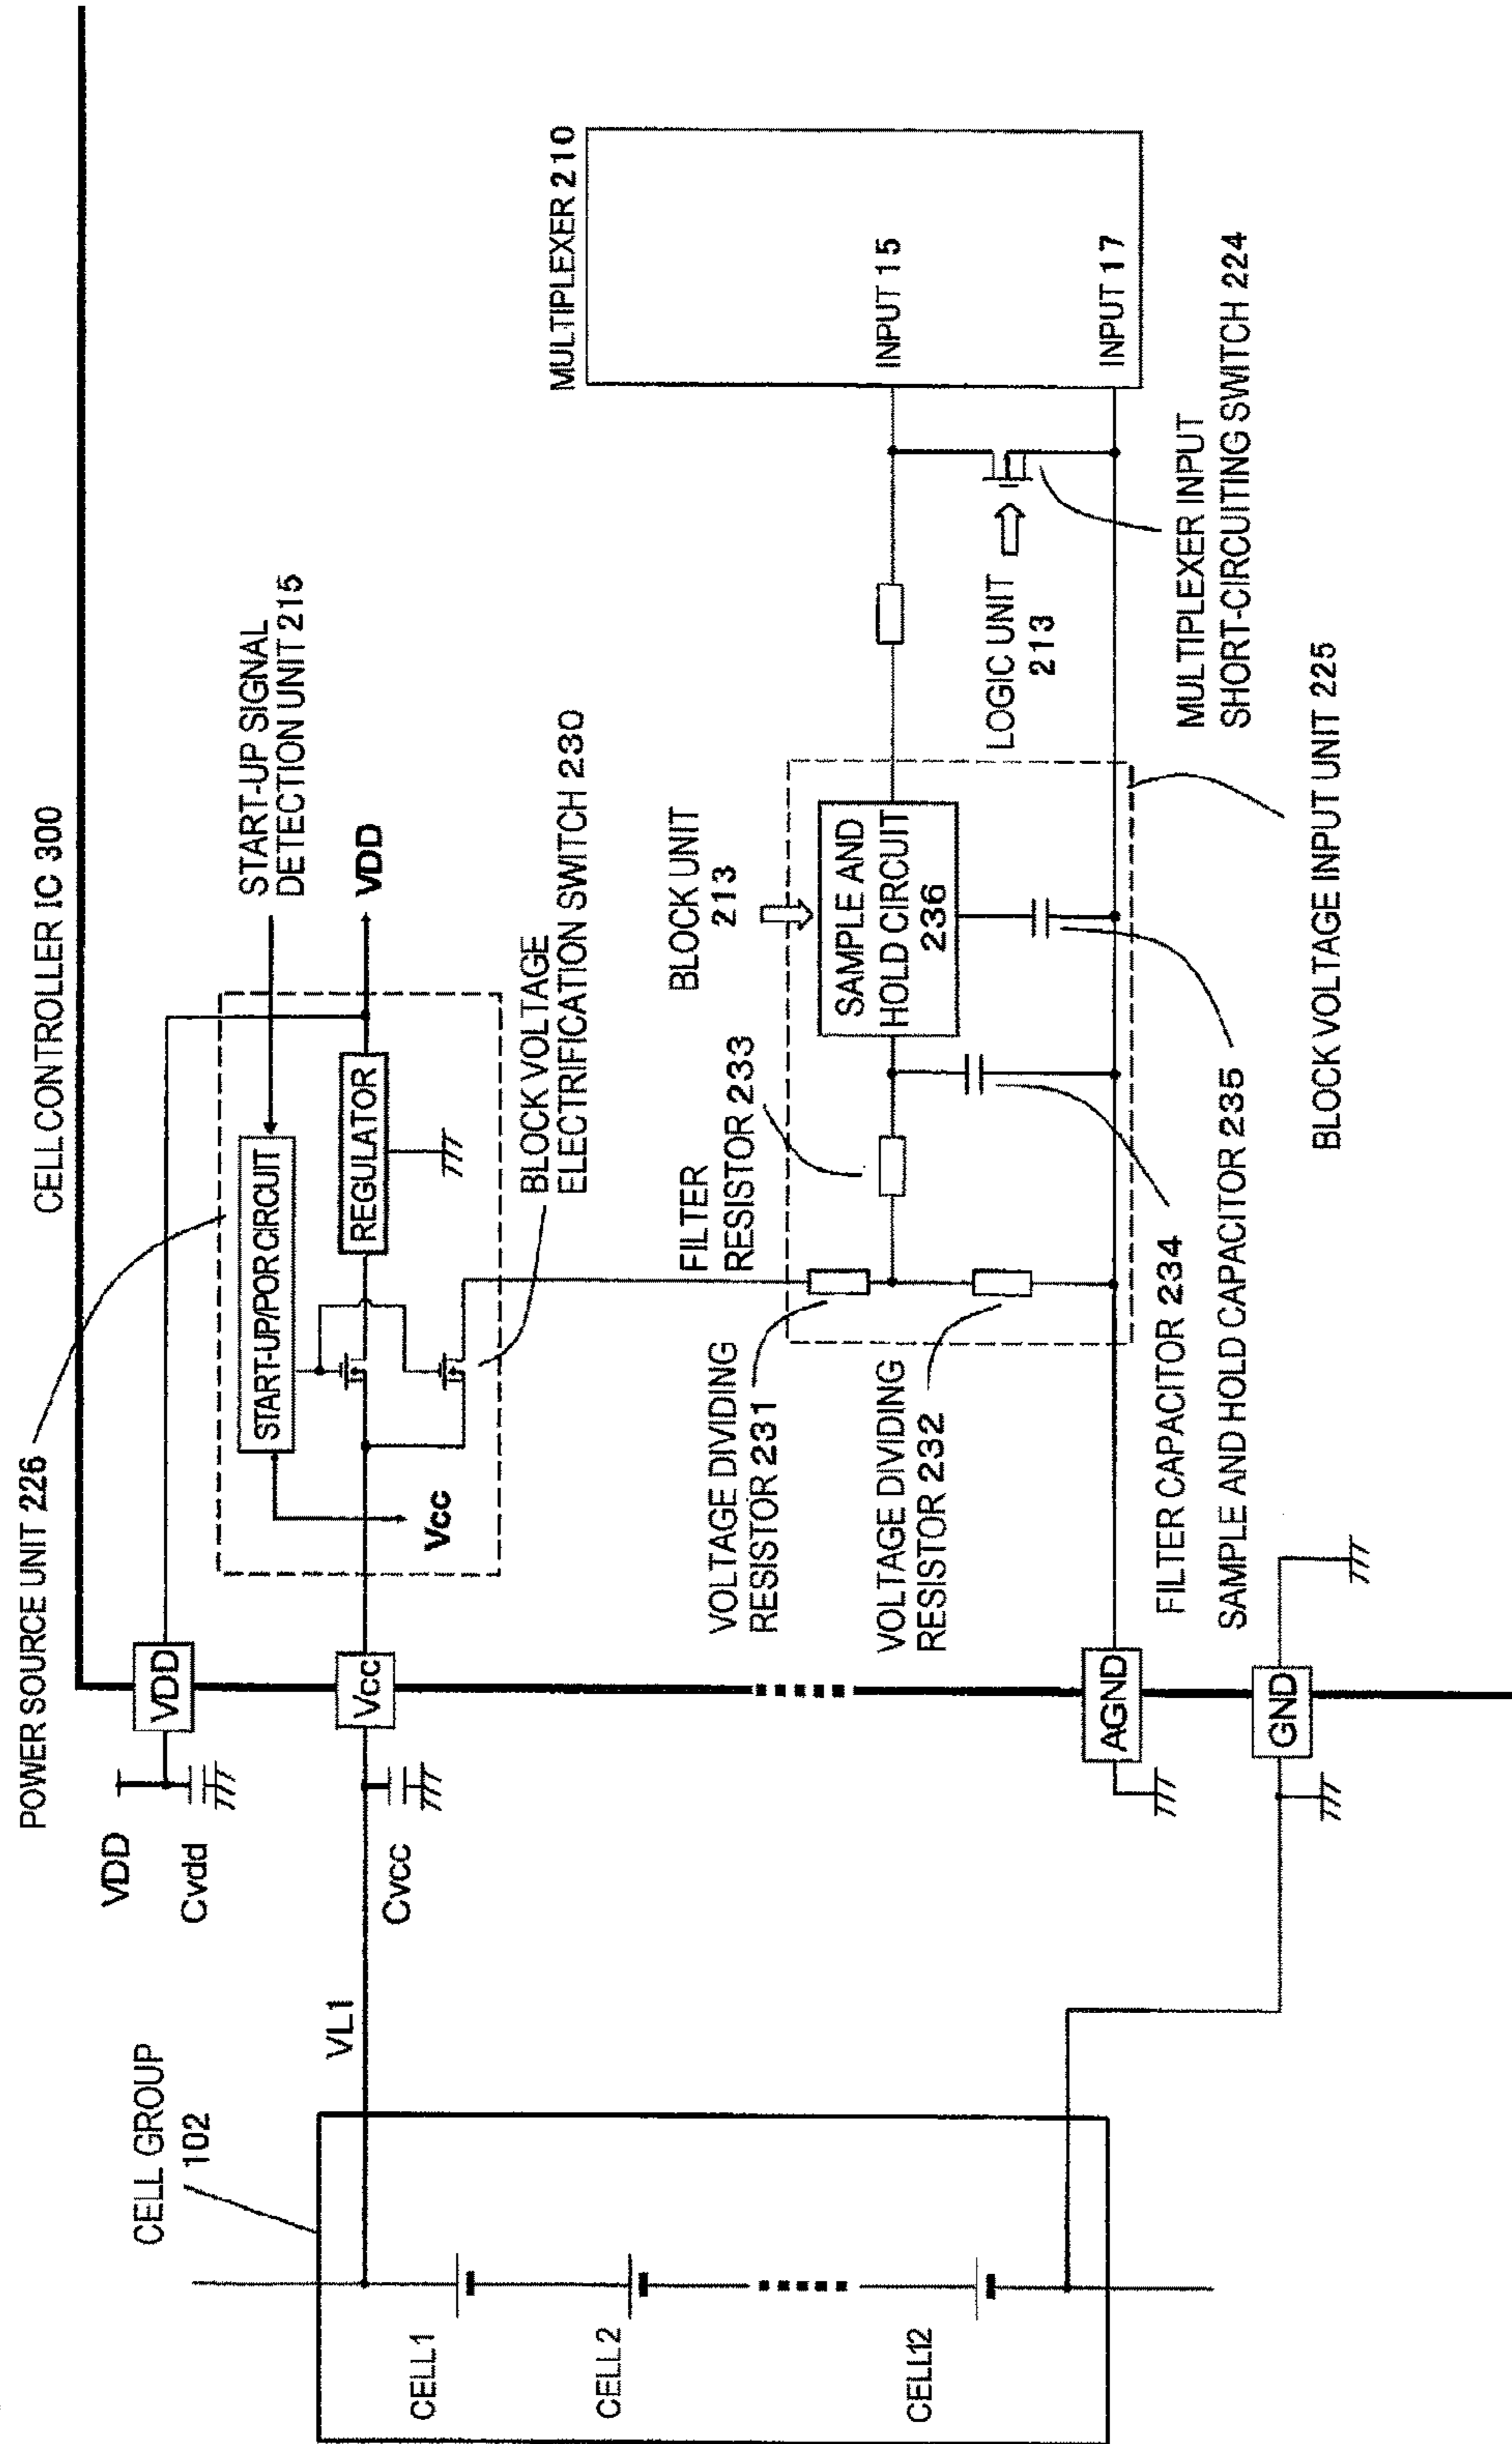 CELL CONTROLLER IC 300
POWER SOURCE UNIT 226
START-UP SIGNAL
DETECTION UNIT 215
VDD
Cvdd
VDD
START-UP/POR CIRCUIT
REGULATOR
VDD
Vcc
CELL GROUP
102
VL1
Cvcc
Vcc
BLOCK VOLTAGE
ELECTRIFICATION SWITCH 230
MULTIPLEXER 210
INPUT 15
INPUT 17
CELL1
CELL2
CELL12
VOLTAGE DIVIDING
RESISTOR 231
VOLTAGE DIVIDING
RESISTOR 232
FILTER
RESISTOR 233
BLOCK UNIT
213
SAMPLE AND
HOLD CIRCUIT
236
LOGIC UNIT
213
AGND
GND
FILTER CAPACITOR 234
SAMPLE AND HOLD CAPACITOR 235
MULTIPLEXER INPUT
SHORT-CIRCUITING SWITCH 224
BLOCK VOLTAGE INPUT UNIT 225